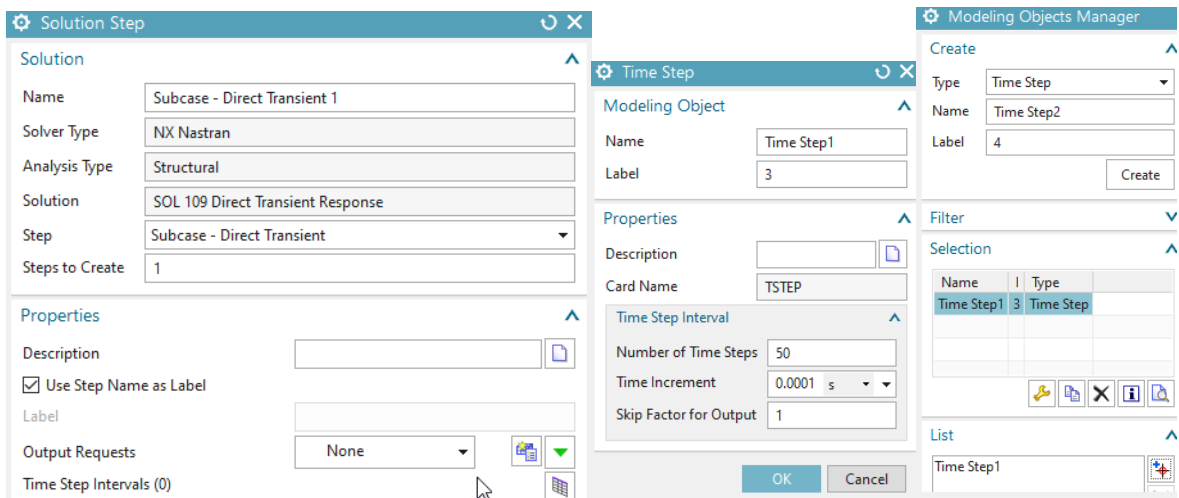 Solution Step
Solution
Name Subcase - Direct Transient 1
Solver Type NX Nastran
Analysis Type Structural
Solution SOL 109 Direct Transient Response
Step Subcase - Direct Transient
Steps to Create 1
Properties
Description
Use Step Name as Label
Label
Output Requests None
Time Step Intervals (0)
Time Step
Modeling Object
Name Time Step1
Label 3
Properties
Description
Card Name TSTEP
Time Step Interval
Number of Time Steps 50
Time Increment 0.0001 s
Skip Factor for Output 1
OK Cancel
Modeling Objects Manager
Create
Type Time Step
Name Time Step2
Label 4
Create
Filter
Selection
Name l Type
Time Step1 3 Time Step
List
Time Step1